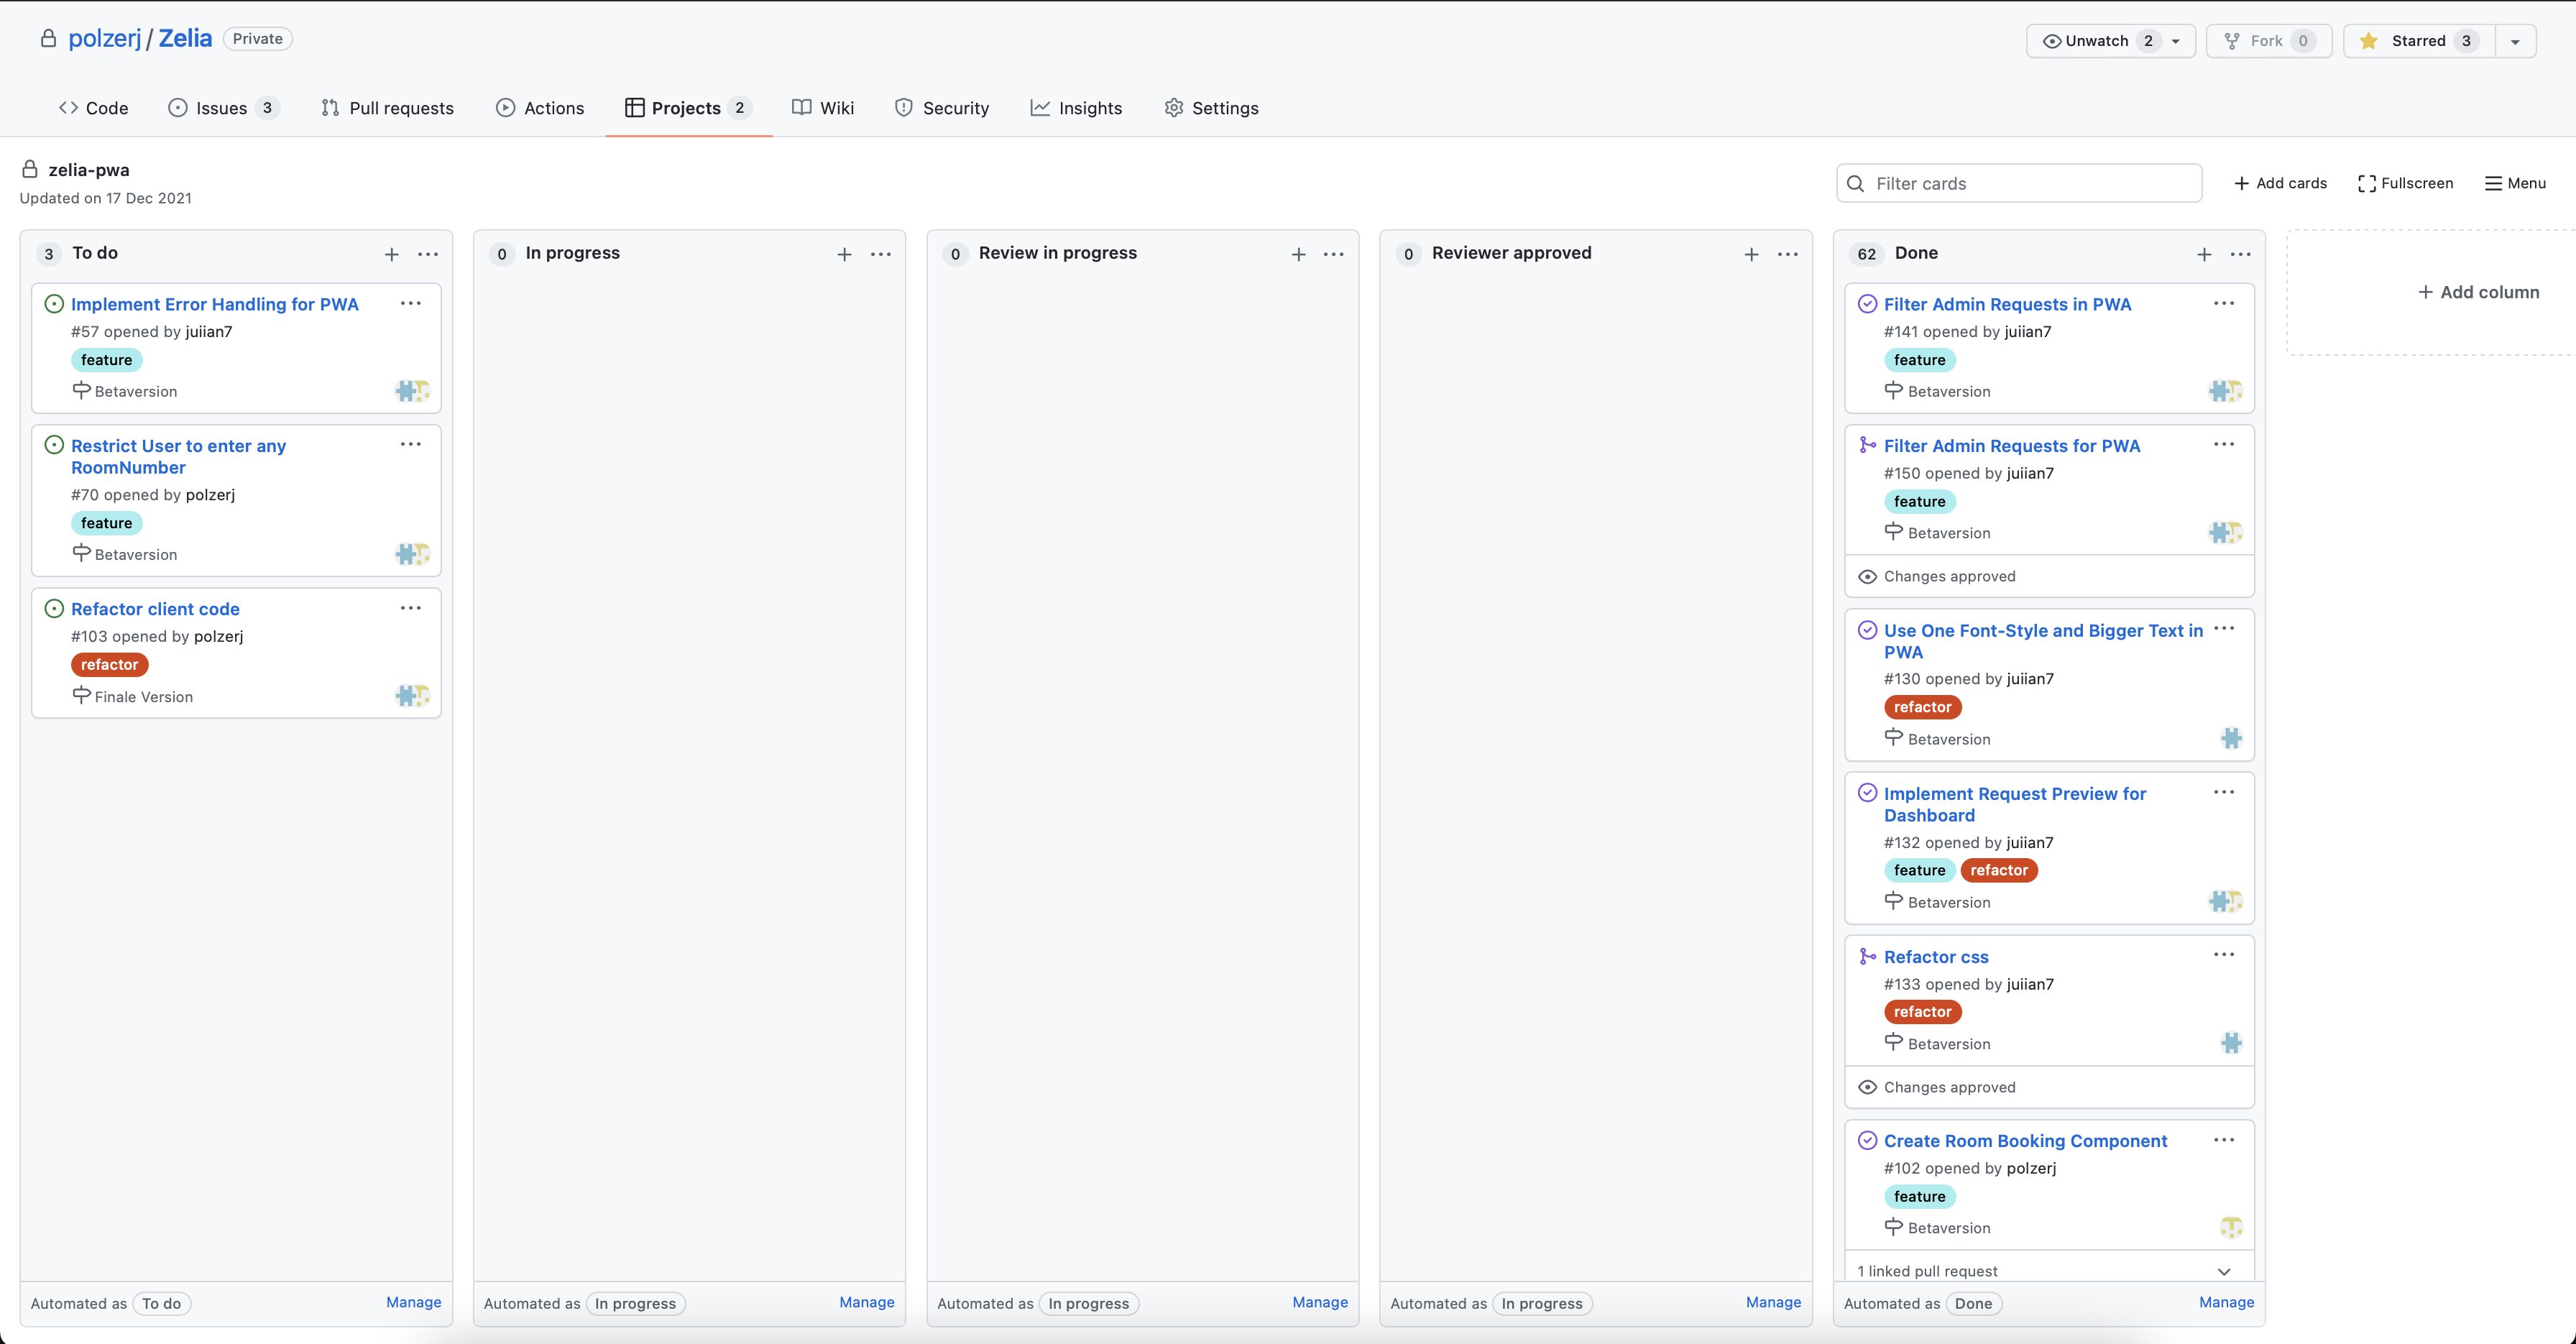 polzerj / Zelia Private
Unwatch 2
Fork 0
Starred 3
Code
Issues 3
Pull requests
Actions
Projects 2
Wiki
Security
Insights
Settings
zelia-pwa
Updated on 17 Dec 2021
Filter cards
Add cards
Fullscreen
Menu
3 To do
Implement Error Handling for PWA
#57 opened by juiian7
feature
Betaversion
Restrict User to enter any
RoomNumber
#70 opened by polzerj
feature
Betaversion
Refactor client code
#103 opened by polzerj
refactor
Finale Version
Automated as To do
Manage
0 In progress
Automated as In progress
Manage
0 Review in progress
Automated as In progress
Manage
0 Reviewer approved
Automated as In progress
Manage
62 Done
Filter Admin Requests in PWA
#141 opened by juiian7
feature
Betaversion
Filter Admin Requests for PWA
#150 opened by juiian7
feature
Betaversion
Changes approved
Use One Font-Style and Bigger Text in
PWA
#130 opened by juiian7
refactor
Betaversion
Implement Request Preview for
Dashboard
#132 opened by juiian7
feature refactor
Betaversion
Refactor css
#133 opened by juiian7
refactor
Betaversion
Changes approved
Create Room Booking Component
#102 opened by polzerj
feature
Betaversion
1 linked pull request
Automated as Done
Manage
Add column